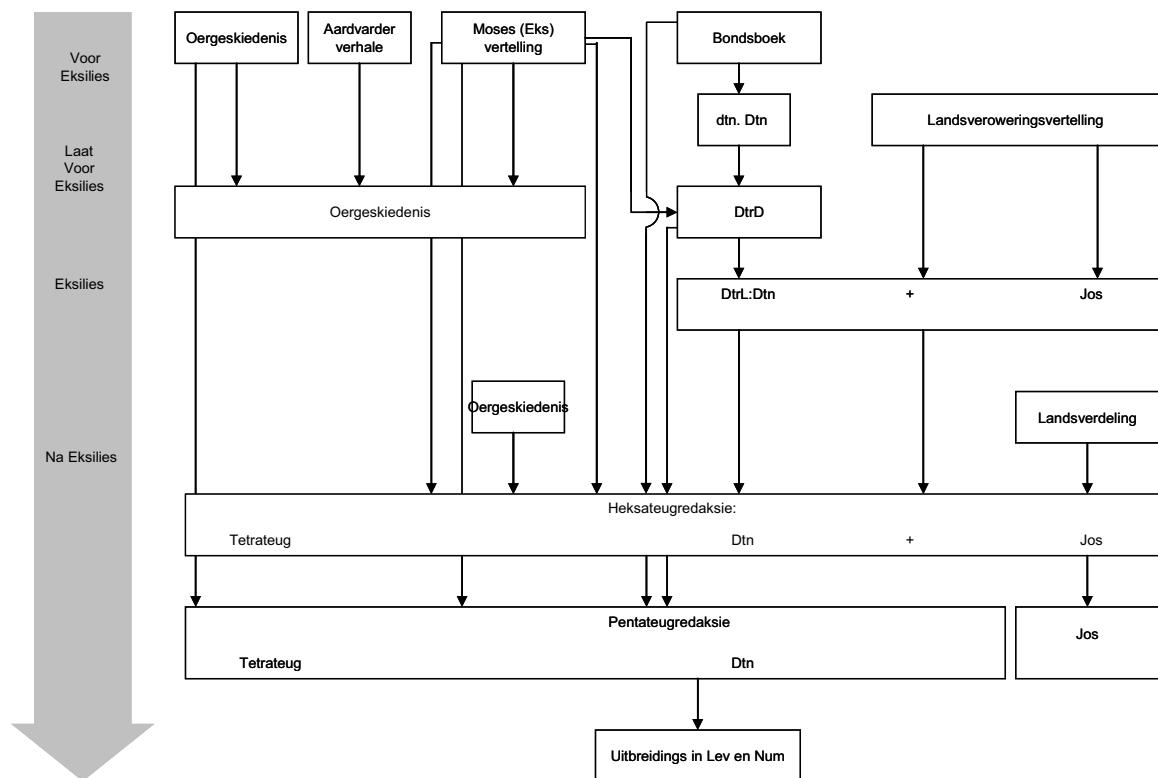 Oergeskiedenis
Aardvarder
verhale
Moses (Eks)
vertelling
Bondsboek
Voor
Eksilies
dtn. Dtn
Landsveroweringsvertelling
Laat
Voor
Eksilies
Oergeskiedenis
DtrD
Eksilies
DtrL:Dtn + Jos
Oergeskiedenis
Landsverdeling
Na Eksilies
Heksateugredaksie:
Tetrateug Dtn + Jos
Pentateugredaksie
Jos
Tetrateug Dtn
Uitbreidings in Lev en Num